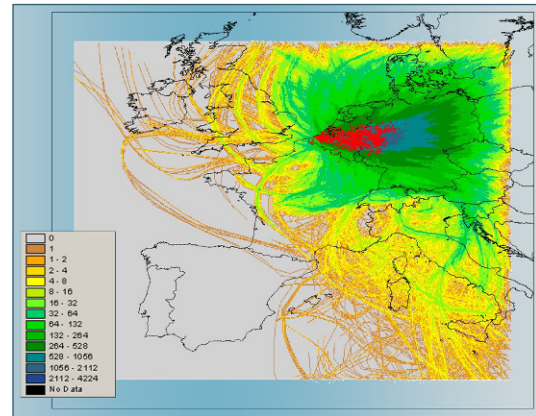 0
1
1 - 2
2 - 4
4 - 8
8 - 16
16 - 32
32 - 64
64 - 132
132 - 264
264 - 528
528 - 1056
1056 - 2112
2112 - 4224
No Data